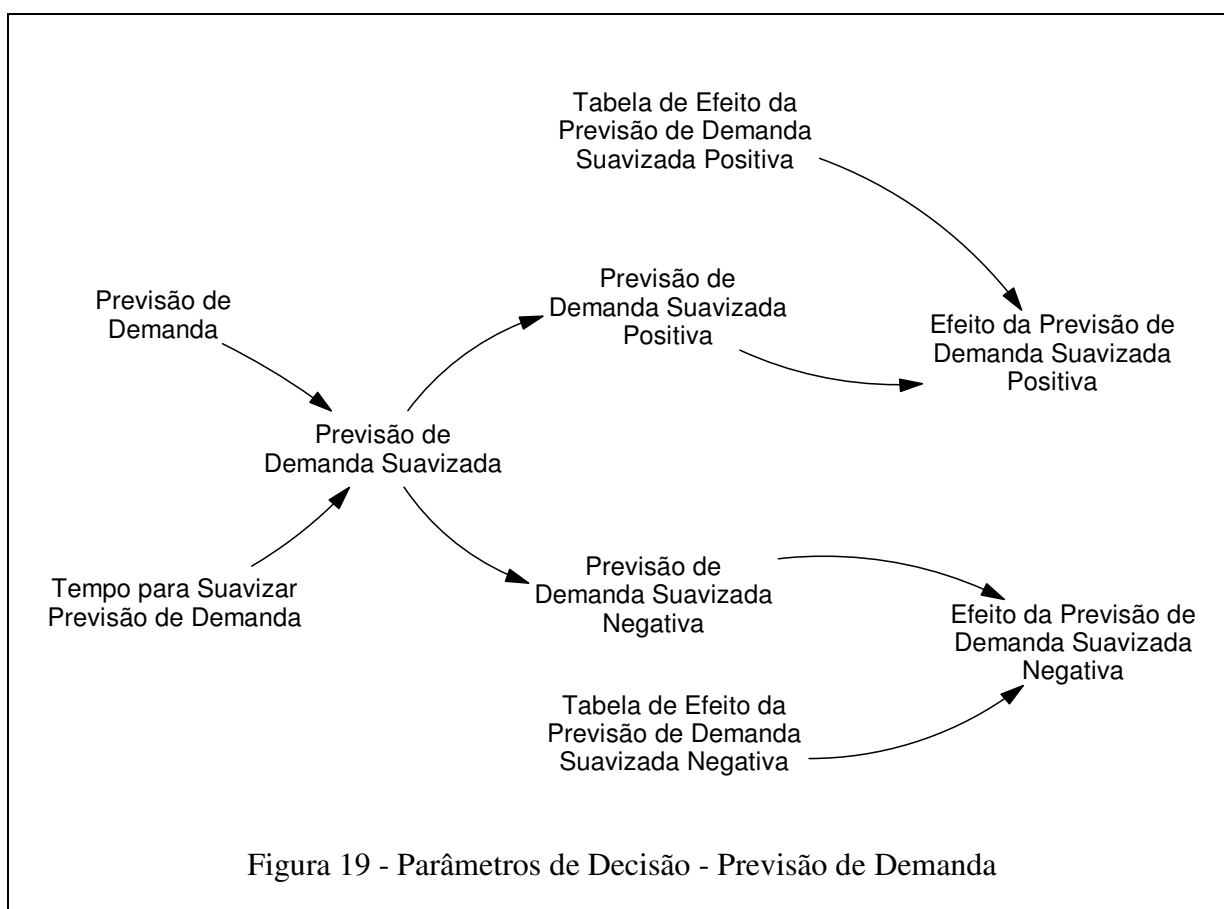 Tabela de Efeito da
Previsão de Demanda
Suavizada Positiva
Previsão de
Demanda
Previsão de
Demanda Suavizada
Positiva
Efeito da Previsão de
Demanda Suavizada
Positiva
Previsão de
Demanda Suavizada
Tempo para Suavizar
Previsão de Demanda
Previsão de
Demanda Suavizada
Negativa
Efeito da Previsão de
Demanda Suavizada
Negativa
Tabela de Efeito da
Previsão de Demanda
Suavizada Negativa
Figura 19 - Parâmetros de Decisão - Previsão de Demanda